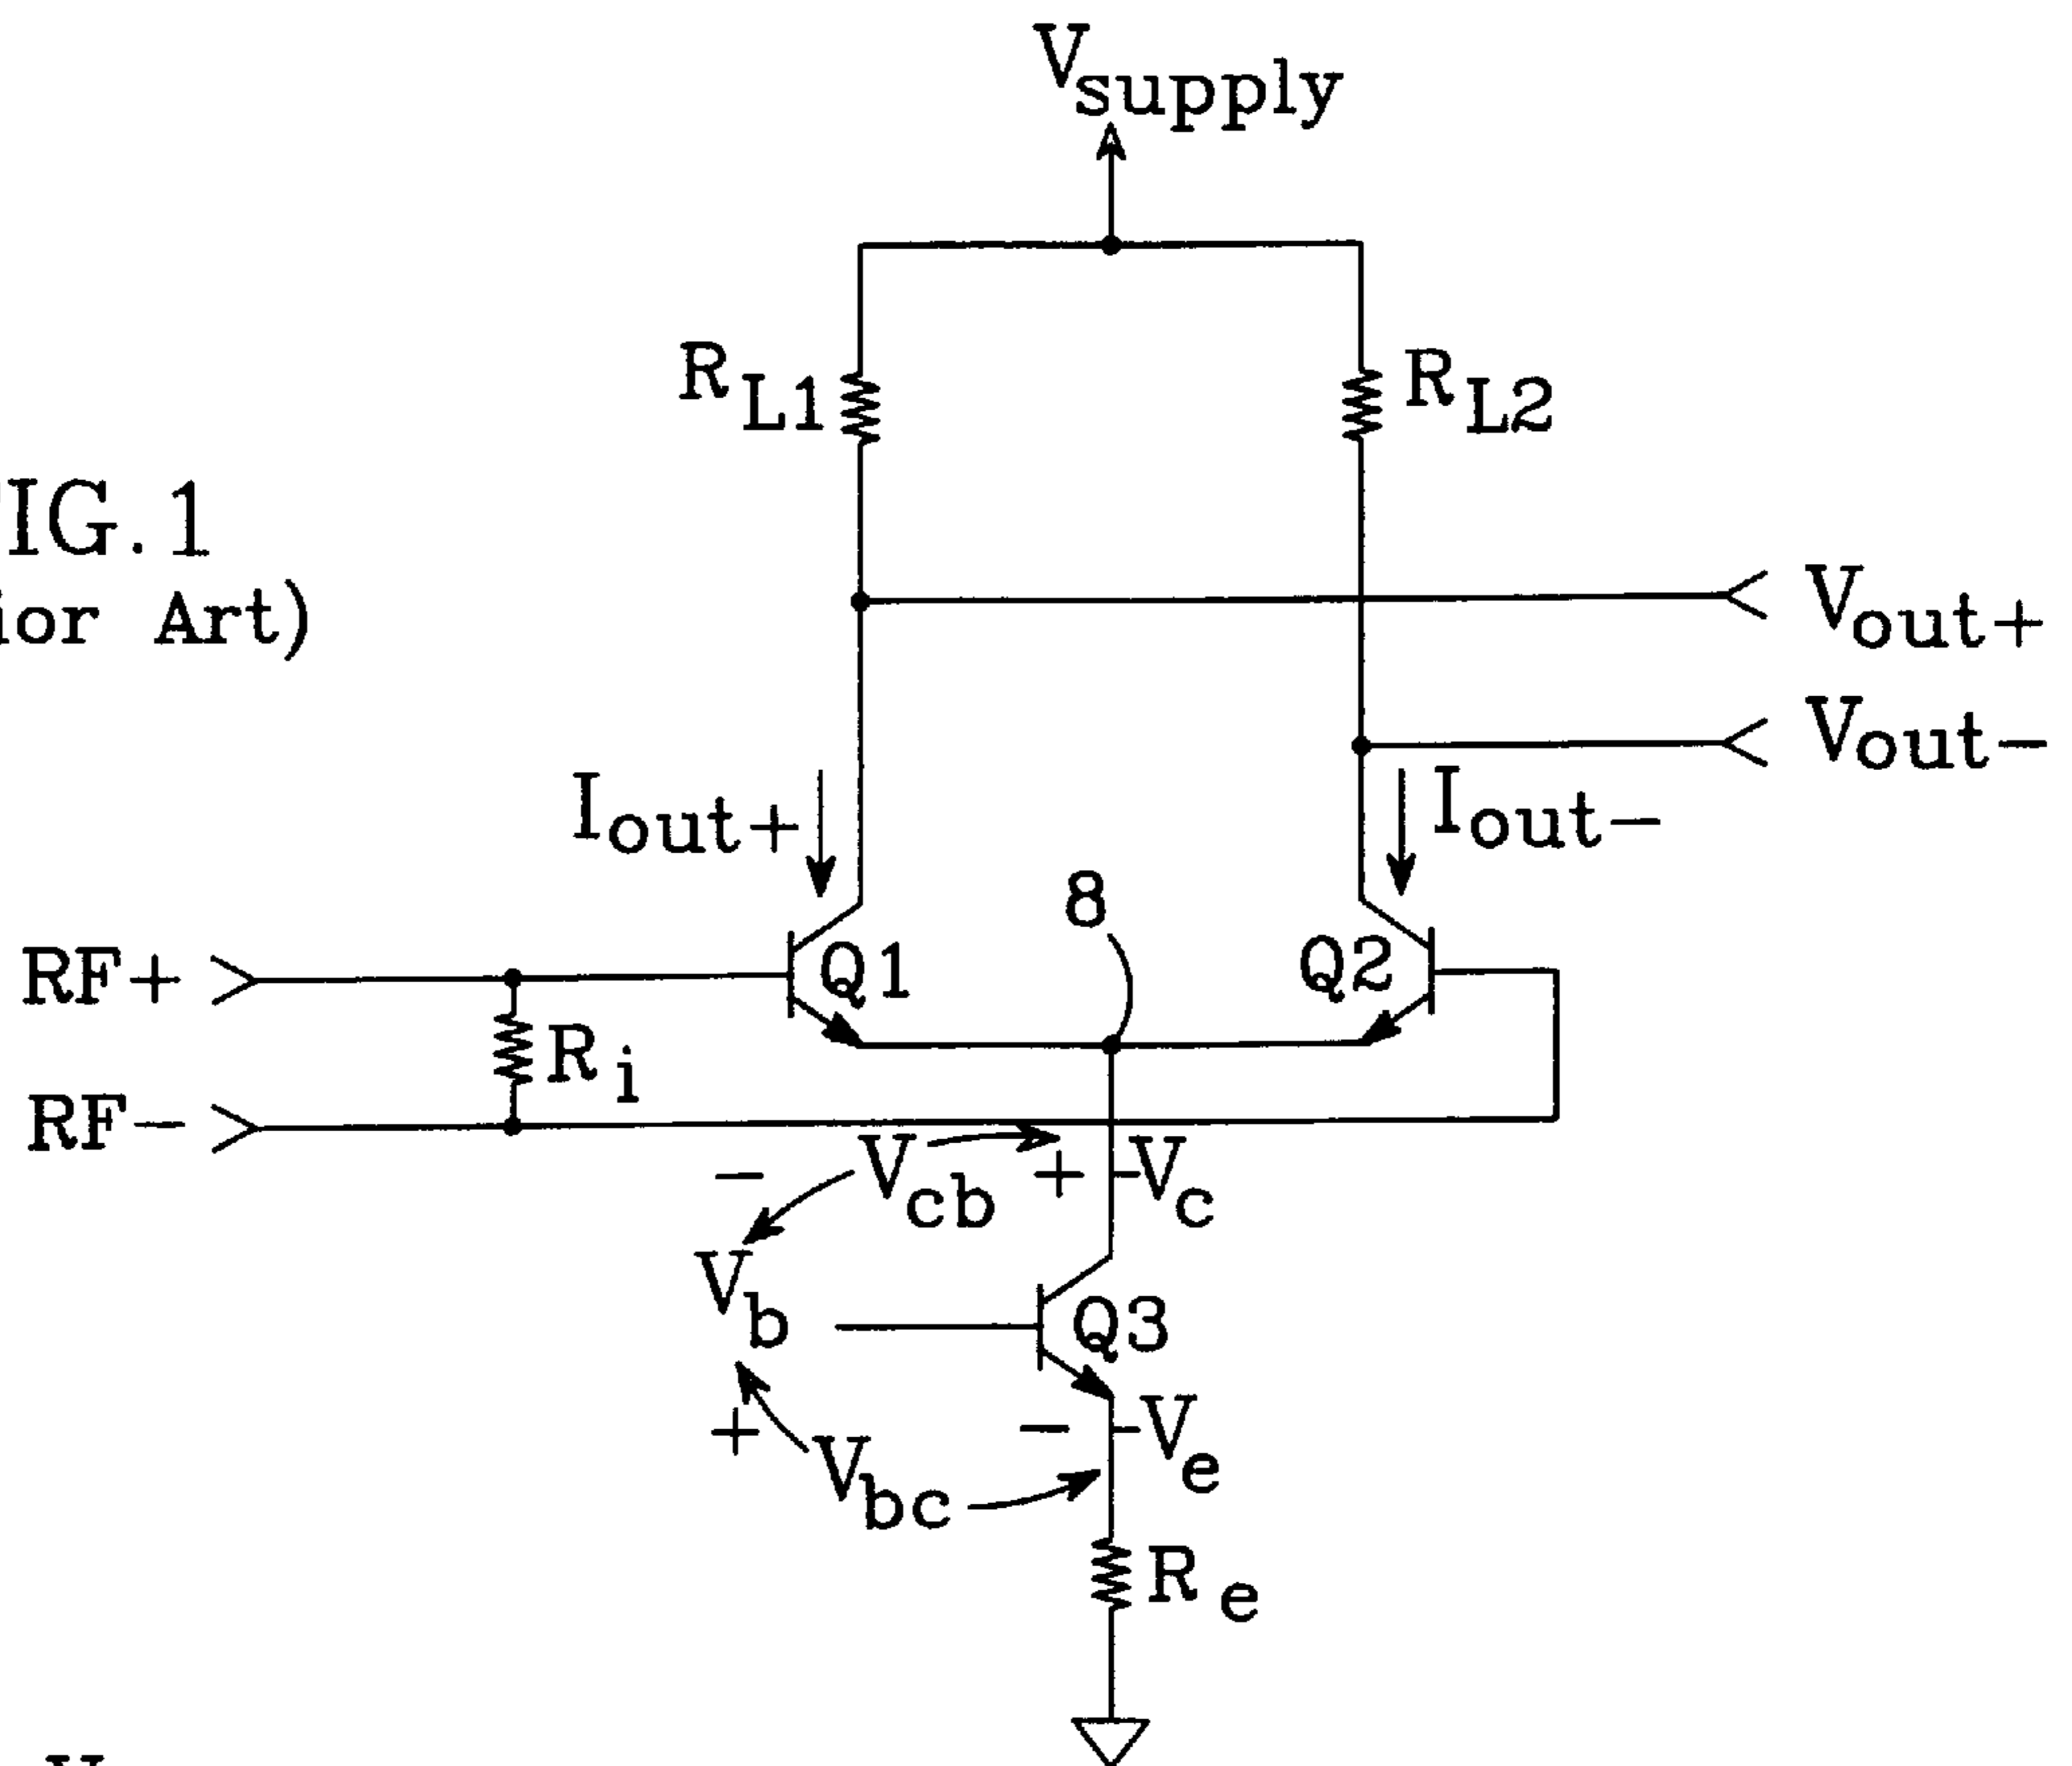 Vsupply
RL1
RL2
IG.1
ior Art)
Vout+
Vout-
Iout+
Iout-
8
RF+
Q1
Q2
Ri
RF-
- Vcb + -Vc
Vb
Q3
+ Vbc - -Ve
Re